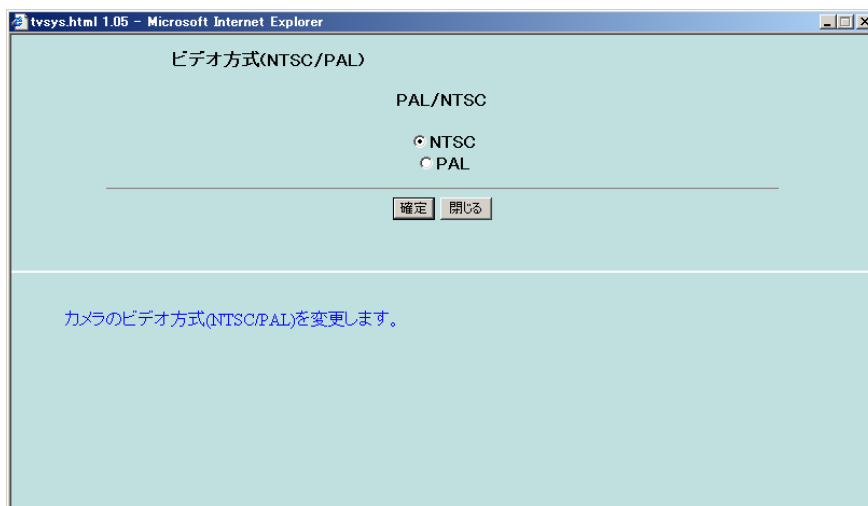 tvsys.html 1.05 - Microsoft Internet Explorer
ビデオ方式(NTSC/PAL)
PAL/NTSC
NTSC
PAL
確定 閉じる
カメラのビデオ方式(NTSC/PAL)を変更します。